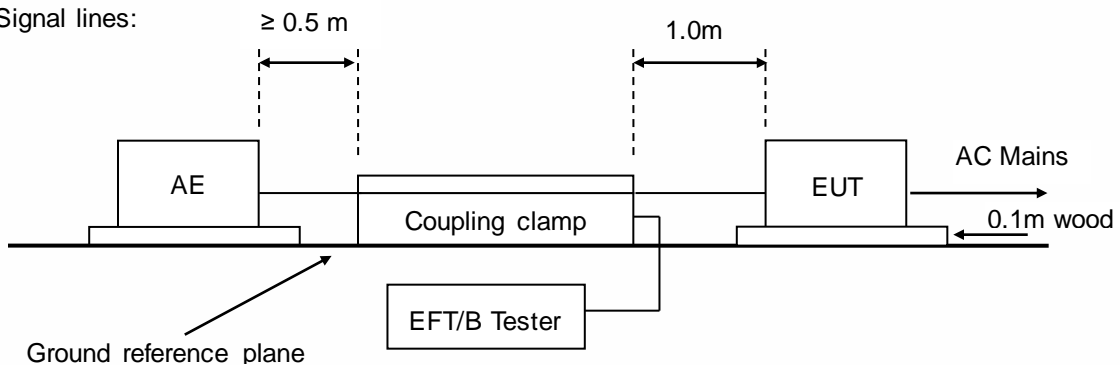 Signal lines:
≥ 0.5 m
1.0m
AE
Coupling clamp
EUT
AC Mains
0.1m wood
EFT/B Tester
Ground reference plane